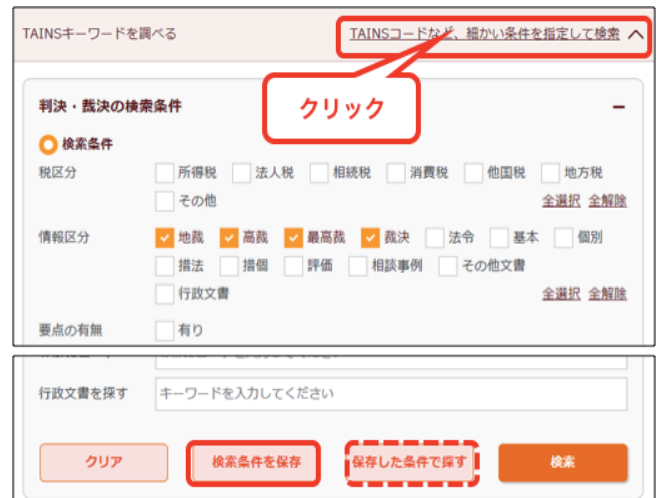 TAINSキーワードを調べる
TAINSコードなど、細かい条件を指定して検索
クリック
判決・裁決の検索条件
検索条件
税区分 所得税 法人税 相続税 消費税 他国税 地方税
その他 全選択 全解除
情報区分 地裁 高裁 最高裁 裁決 法令 基本 個別
措法 措個 評価 相談事例 その他文書
行政文書 全選択 全解除
要点の有無 有り
行政文書を探す キーワードを入力してください
クリア 検索条件を保存 保存した条件で探す 検索